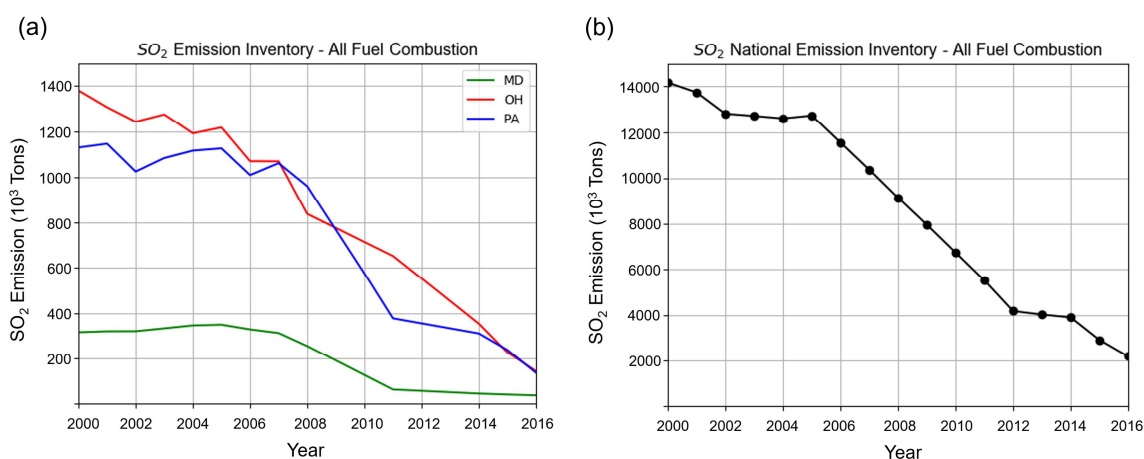 (a)
SO2 Emission Inventory - All Fuel Combustion
MD
OH
PA
1400
1200
1000
800
600
400
200
SO2 Emission (10³ Tons)
2000 2002 2004 2006 2008 2010 2012 2014 2016
Year
(b)
SO2 National Emission Inventory - All Fuel Combustion
14000
12000
10000
8000
6000
4000
2000
SO2 Emission (10³ Tons)
2000 2002 2004 2006 2008 2010 2012 2014 2016
Year